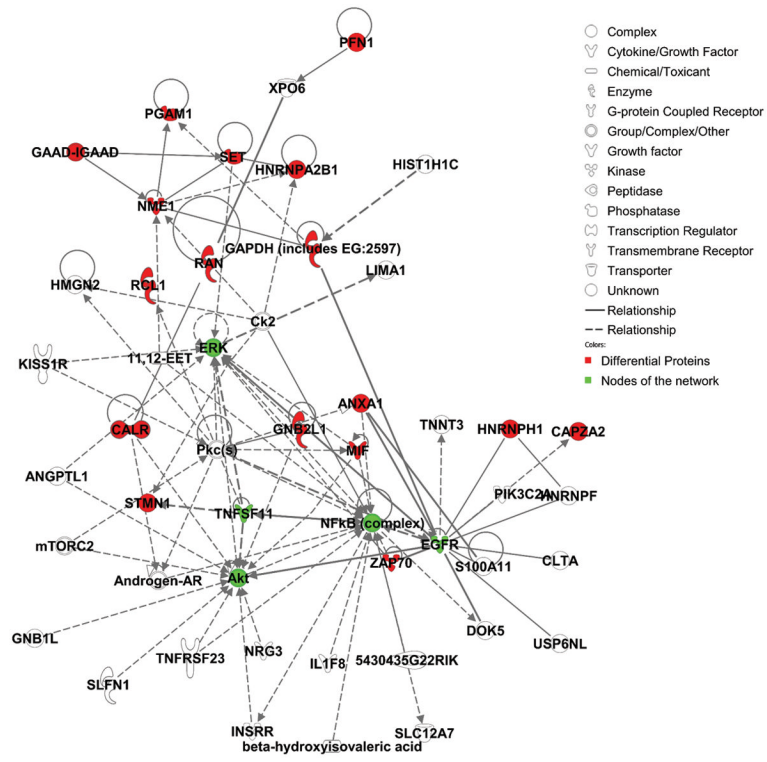 PFN1
XPO6
PGAM1
GAAD-IGAAD
SET
HNRNPA2B1
HIST1H1C
NME1
GAPDH (includes EG:2597)
RAN
LIMA1
HMGN2
RCL1
Ck2
ERK
11,12-EET
KISS1R
ANXA1
TNNT3
HNRNPH1
CAPZA2
CALR
GNB2L1
Pkc(s)
MIF
ANGPTL1
PIK3C2A
HNRNPF
STMN1
TNFSF11
NFkB (complex)
EGFR
mTORC2
Androgen-AR
Akt
ZAP70
S100A11
CLTA
DOK5
USP6NL
GNB1L
TNFRSF23
NRG3
IL1F8
5430435G22RIK
SLFN1
INSRR
SLC12A7
beta-hydroxyisovaleric acid
Complex
Cytokine/Growth Factor
Chemical/Toxicant
Enzyme
G-protein Coupled Receptor
Group/Complex/Other
Growth factor
Kinase
Peptidase
Phosphatase
Transcription Regulator
Transmembrane Receptor
Transporter
Unknown
Relationship
Relationship
Colors:
Differential Proteins
Nodes of the network